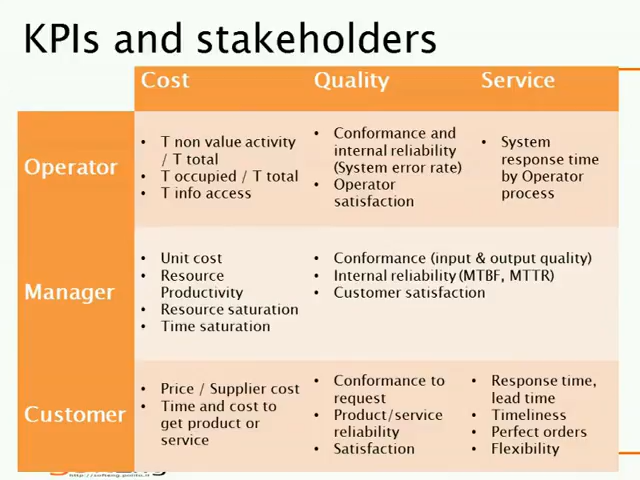 KPIs and stakeholders
Cost Quality Service
Operator
• T non value activity
/ T total
• T occupied / T total
• T info access
• Conformance and
internal reliability
(System error rate)
• Operator
satisfaction
• System
response time
by Operator
process
Manager
• Unit cost
• Resource
Productivity
• Resource saturation
• Time saturation
• Conformance (input & output quality)
• Internal reliability (MTBF, MTTR)
• Customer satisfaction
Customer
• Price / Supplier cost
• Time and cost to
get product or
service
• Conformance to
request
• Product/service
reliability
• Satisfaction
• Response time,
lead time
• Timeliness
• Perfect orders
• Flexibility
http://softeng.polito.it